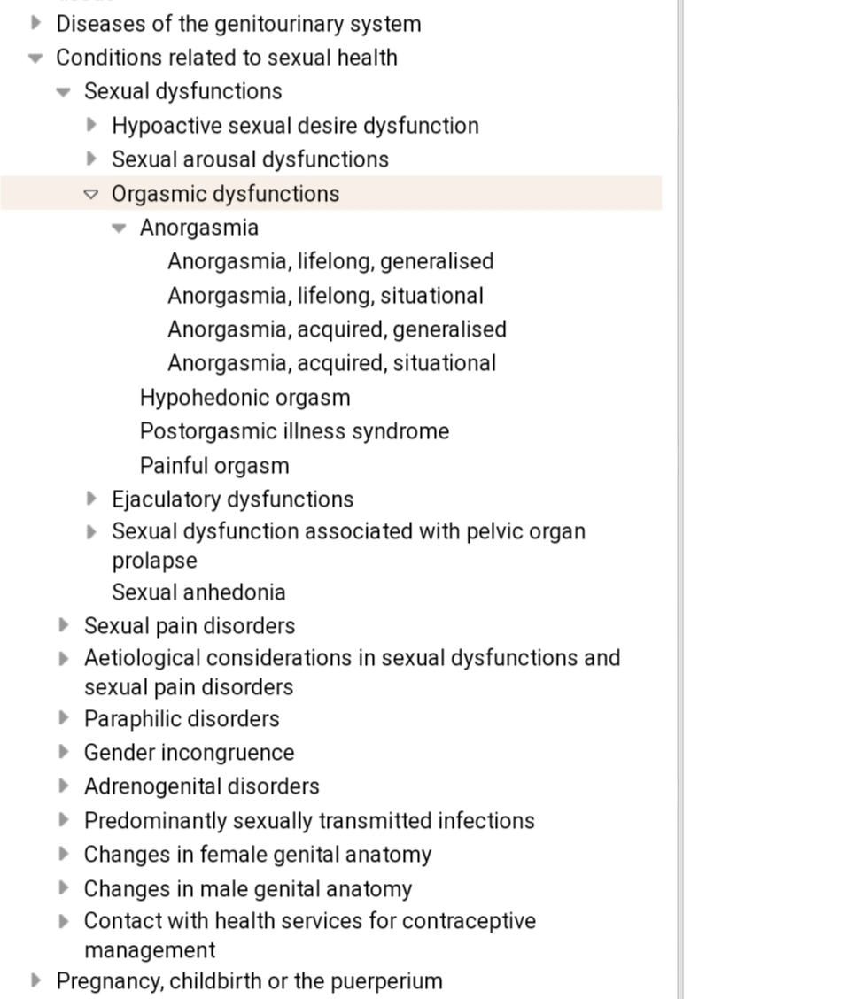 Diseases of the genitourinary system
Conditions related to sexual health
Sexual dysfunctions
Hypoactive sexual desire dysfunction
Sexual arousal dysfunctions
Orgasmic dysfunctions
Anorgasmia
Anorgasmia, lifelong, generalised
Anorgasmia, lifelong, situational
Anorgasmia, acquired, generalised
Anorgasmia, acquired, situational
Hypohedonic orgasm
Postorgasmic illness syndrome
Painful orgasm
Ejaculatory dysfunctions
Sexual dysfunction associated with pelvic organ
prolapse
Sexual anhedonia
Sexual pain disorders
Aetiological considerations in sexual dysfunctions and
sexual pain disorders
Paraphilic disorders
Gender incongruence
Adrenogenital disorders
Predominantly sexually transmitted infections
Changes in female genital anatomy
Changes in male genital anatomy
Contact with health services for contraceptive
management
Pregnancy, childbirth or the puerperium